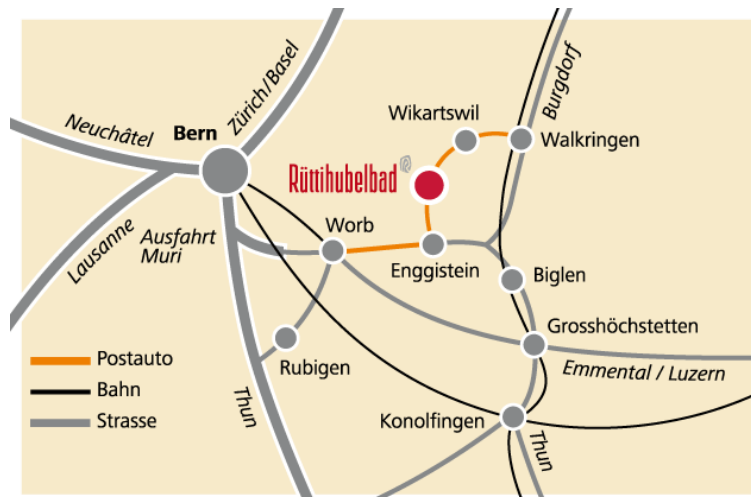 Neuchâtel
Bern
Zürich/Basel
Burgdorf
Wikartswil
Walkringen
Rüttihubelbad
Lausanne
Ausfahrt
Muri
Worb
Enggistein
Biglen
Grosshöchstetten
Rubigen
Emmental / Luzern
Postauto
Bahn
Strasse
Thun
Konolfingen
Thun